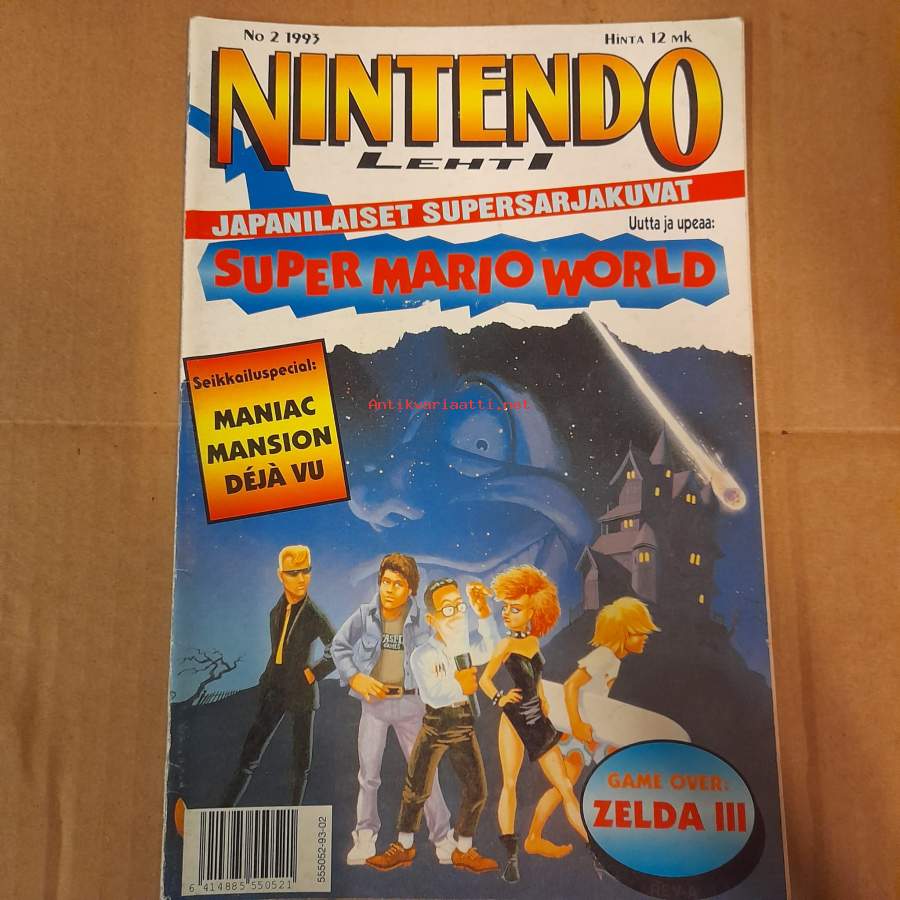 No 2 1993
HINTA 12 MK
NINTENDO
LEHTI
JAPANILAISET SUPERSARJAKUVAT
Uutta ja upeaa:
SUPER MARIO WORLD
Seikkailuspecial:
MANIAC
MANSION
DÉJÀ VU
Antikvariaatti.net
GAME OVER:
ZELDA III
6 414885 550521
555052-93-02